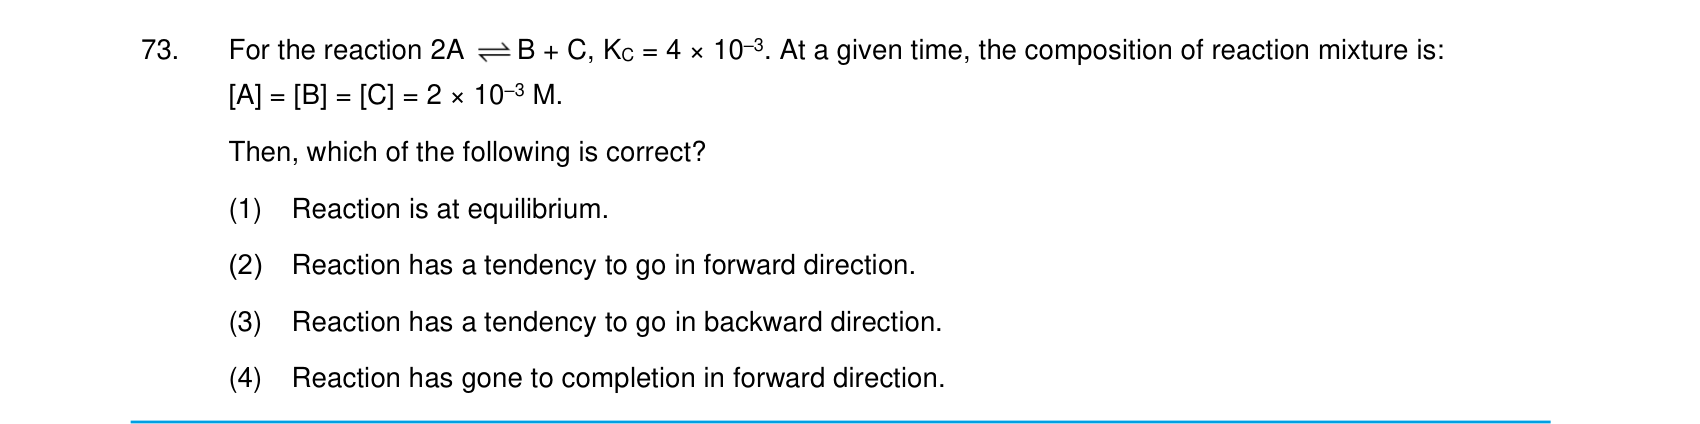 73. For the reaction 2A ⇌ B + C, K_C = 4 × 10⁻³. At a given time, the composition of reaction mixture is:
[A] = [B] = [C] = 2 × 10⁻³ M.
Then, which of the following is correct?
(1) Reaction is at equilibrium.
(2) Reaction has a tendency to go in forward direction.
(3) Reaction has a tendency to go in backward direction.
(4) Reaction has gone to completion in forward direction.